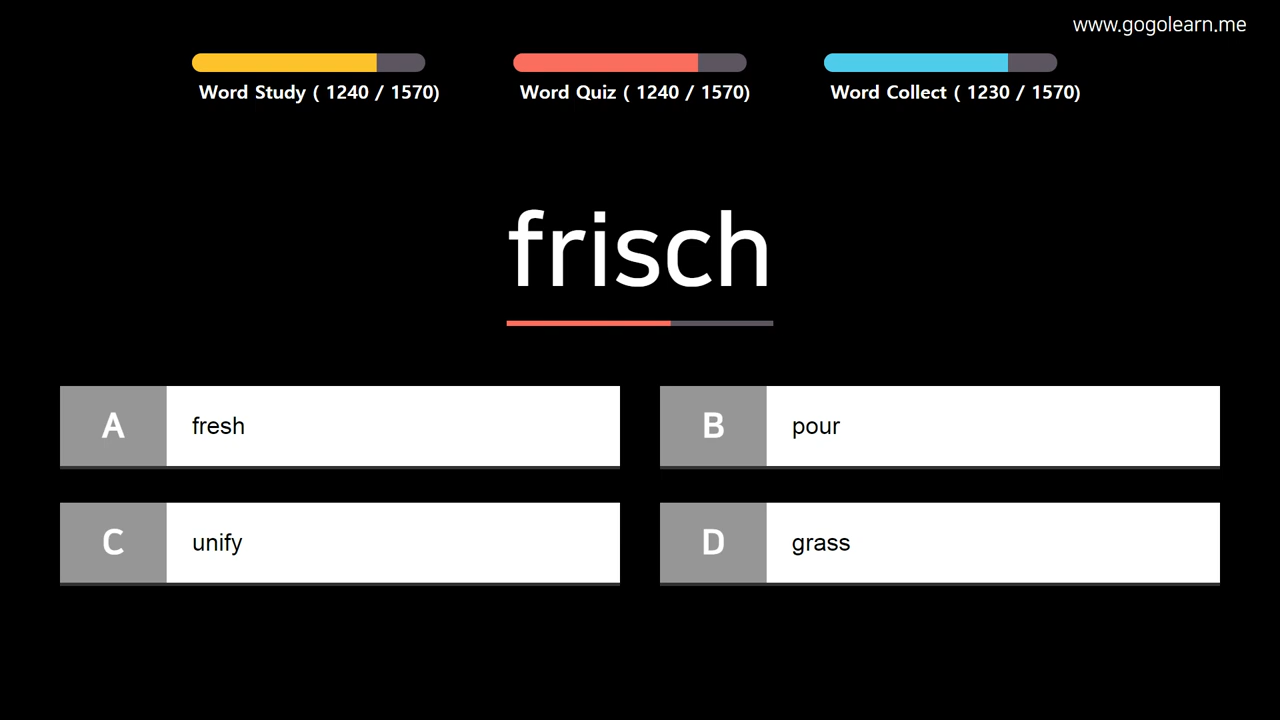 www.gogolearn.me
Word Study ( 1240 / 1570)
Word Quiz ( 1240 / 1570)
Word Collect ( 1230 / 1570)
frisch
A fresh
B pour
C unify
D grass